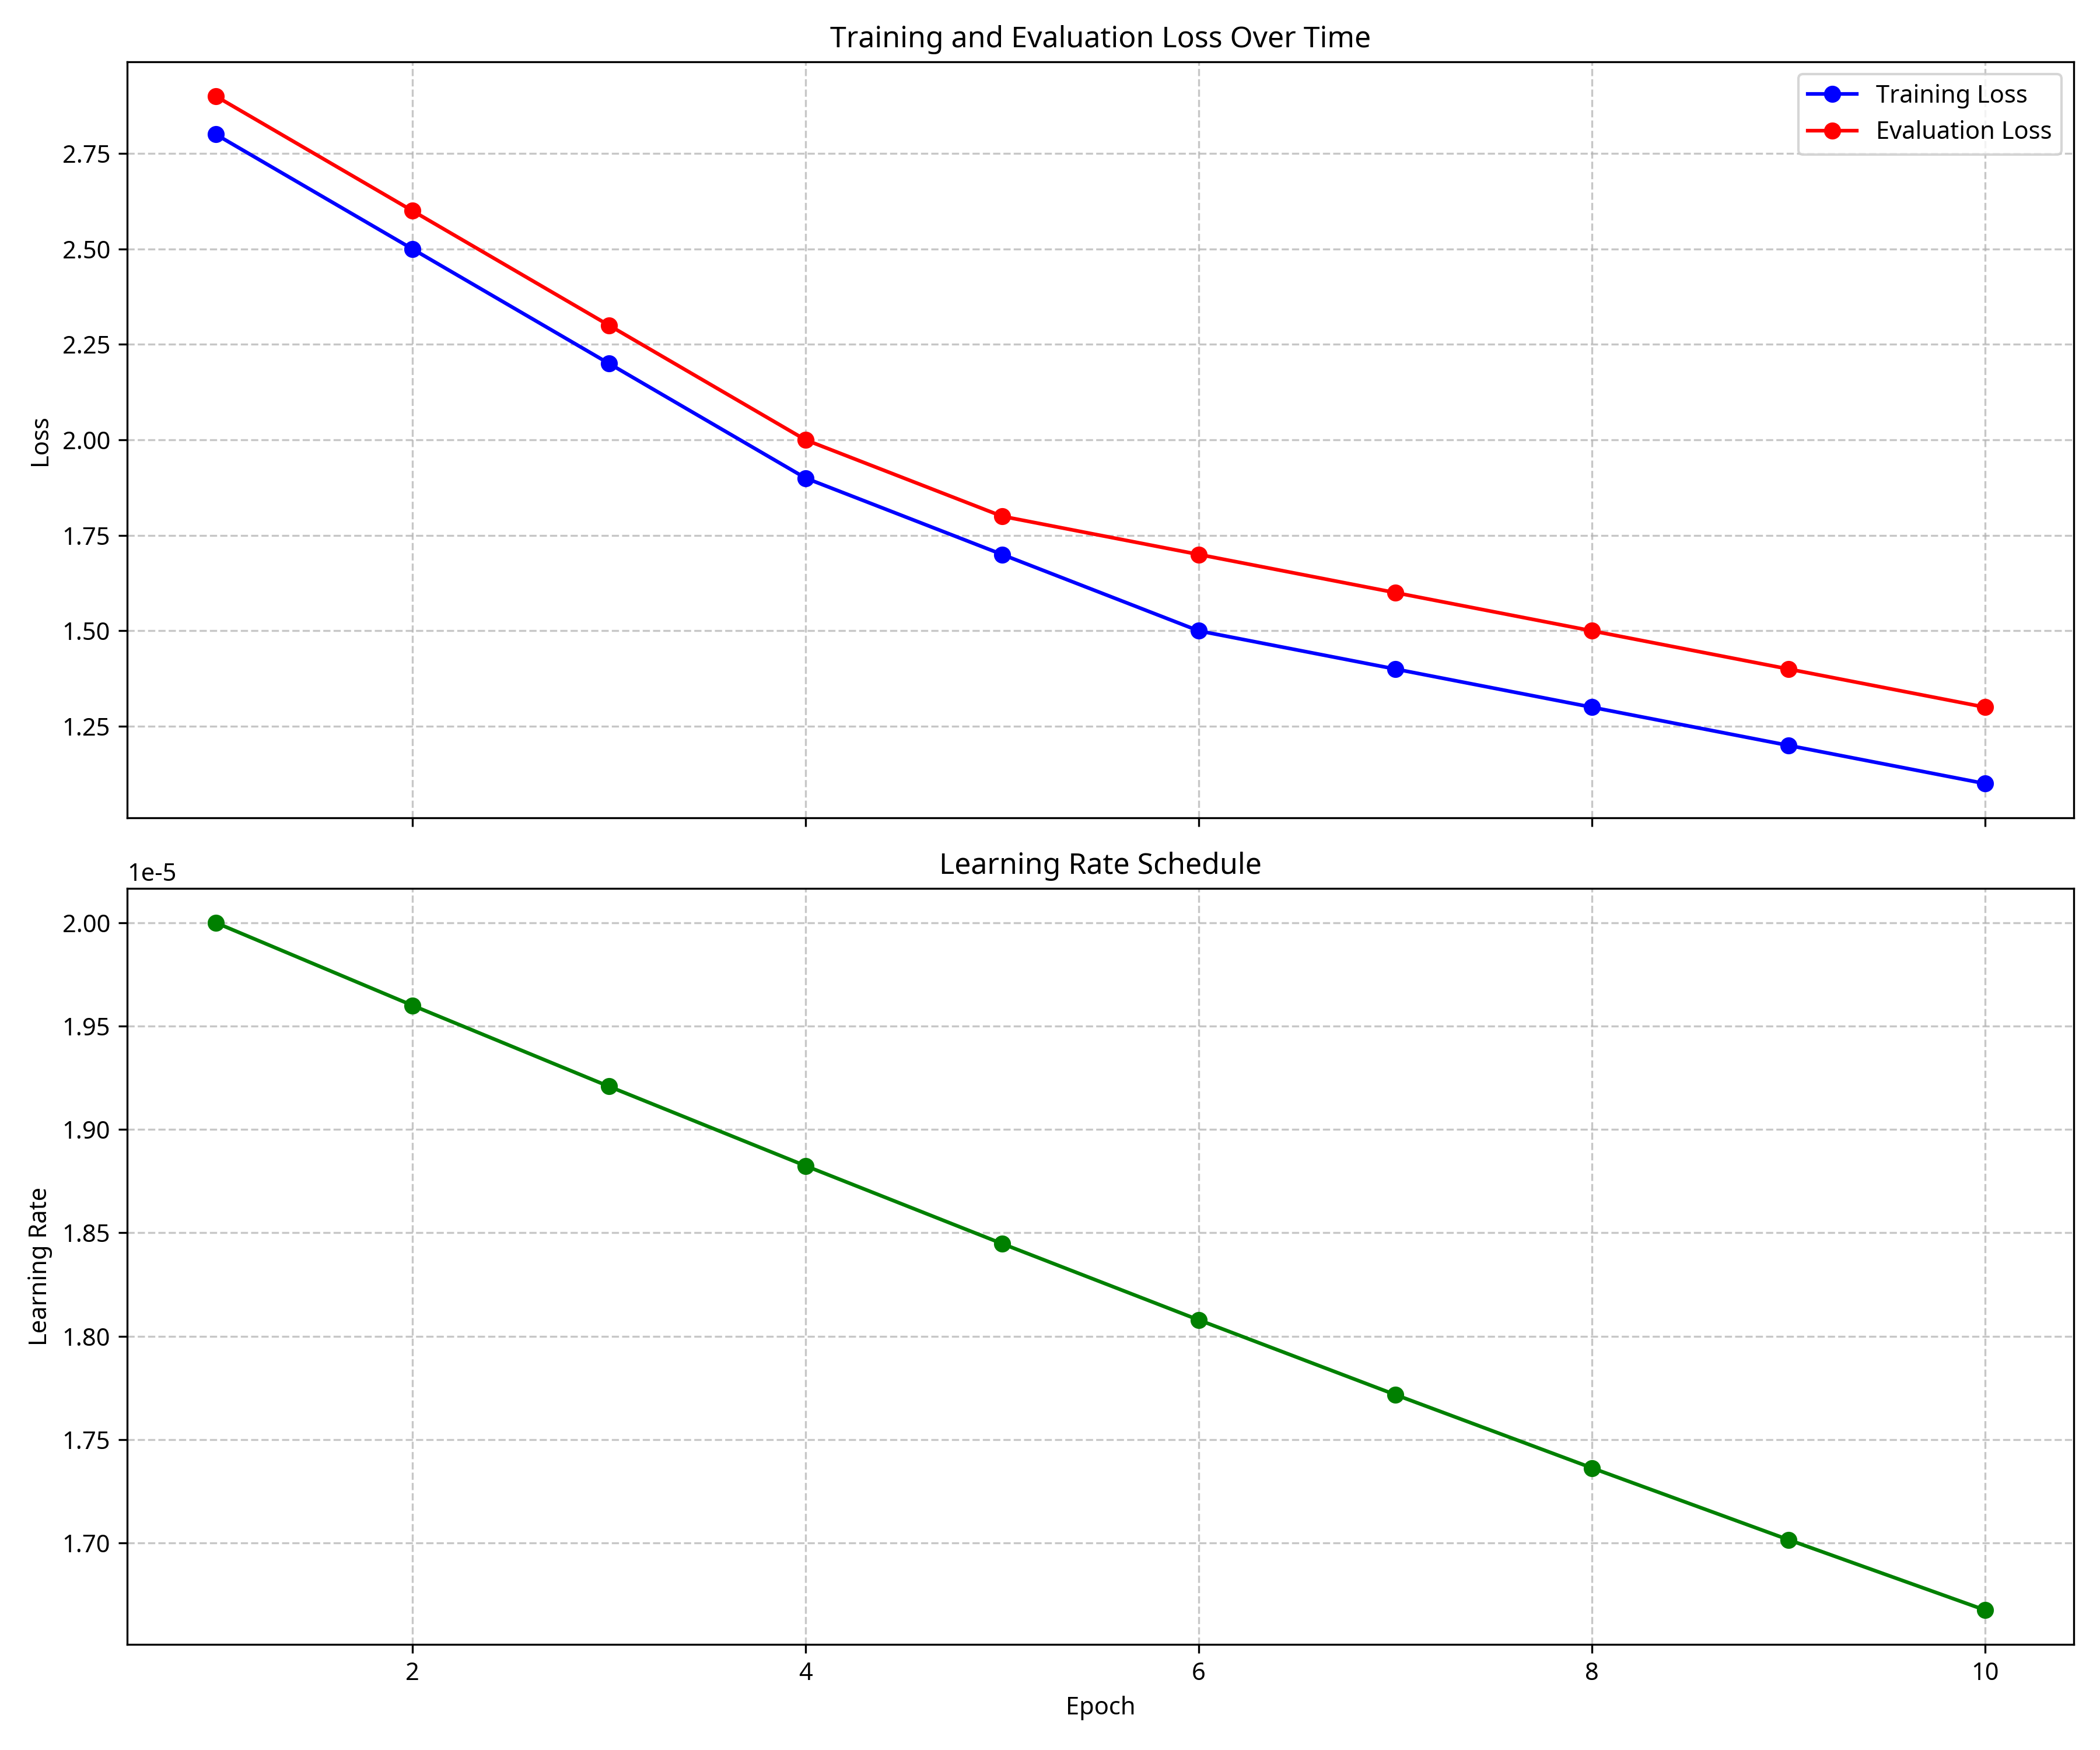 Training and Evaluation Loss Over Time
Training Loss
Evaluation Loss
2.75
2.50
2.25
2.00
1.75
1.50
1.25
Loss
Learning Rate Schedule
1e-5
2.00
1.95
1.90
1.85
1.80
1.75
1.70
Learning Rate
2 4 6 8 10
Epoch